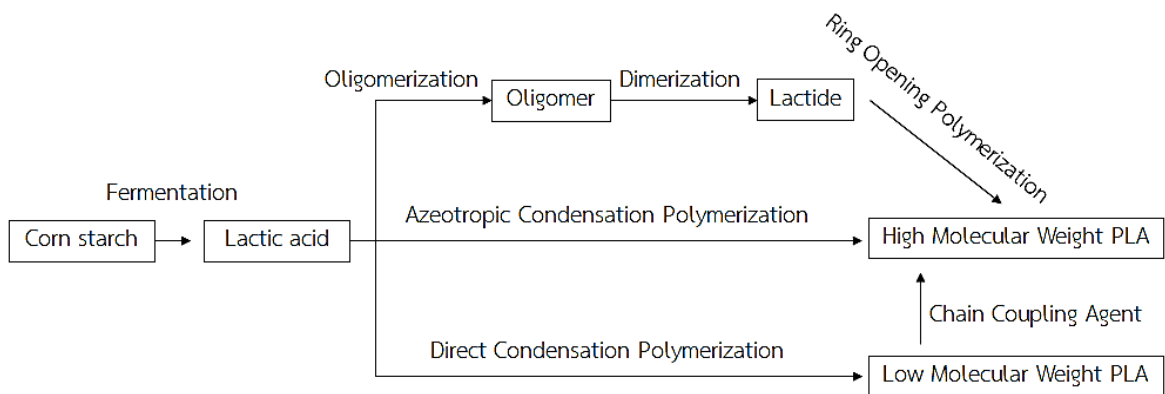 Oligomerization
Dimerization
Oligomer
Lactide
Ring Opening Polymerization
Fermentation
Azeotropic Condensation Polymerization
Corn starch
Lactic acid
High Molecular Weight PLA
Chain Coupling Agent
Direct Condensation Polymerization
Low Molecular Weight PLA